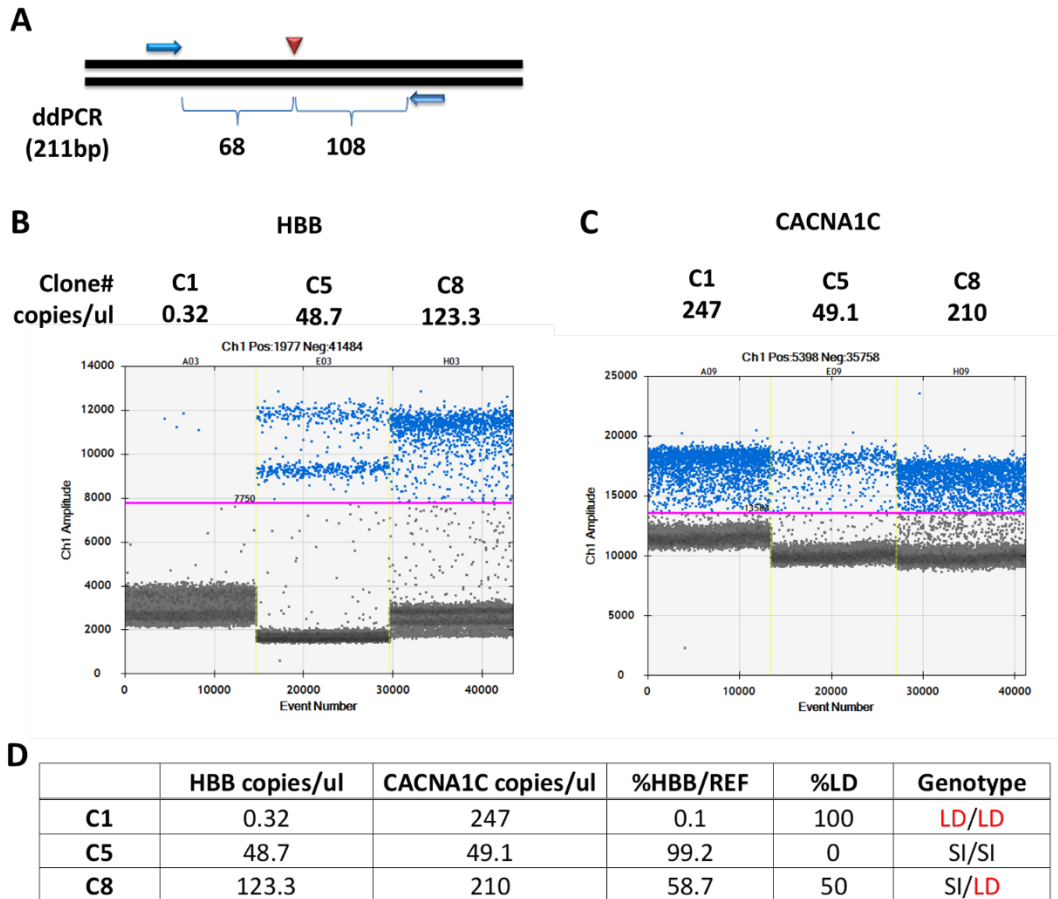 A
ddPCR
(211bp)
68 108
B HBB
Clone# C1 C5 C8
copies/ul 0.32 48.7 123.3
Ch1 Pos:1977 Neg:41484
A03 E03 H03
14000
12000
10000
8000
7750
6000
4000
2000
0
Ch1 Amplitude
0 10000 20000 30000 40000
Event Number
C CACNA1C
C1 C5 C8
247 49.1 210
Ch1 Pos:5398 Neg:35758
A09 E09 H09
25000
20000
15000
10000
5000
0
Ch1 Amplitude
0 10000 20000 30000 40000
Event Number
D
HBB copies/ul CACNA1C copies/ul %HBB/REF %LD Genotype
C1 0.32 247 0.1 100 LD/LD
C5 48.7 49.1 99.2 0 SI/SI
C8 123.3 210 58.7 50 SI/LD